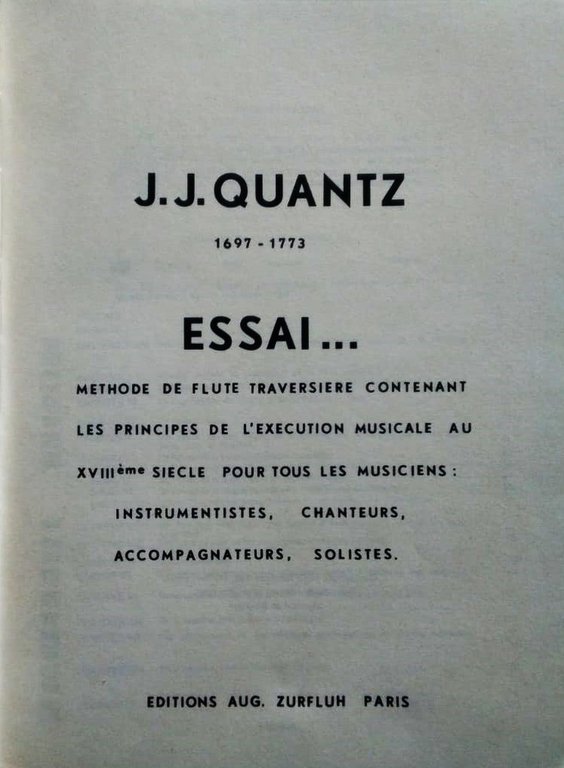 J.J. QUANTZ
1697 - 1773
ESSAI...
METHODE DE FLUTE TRAVERSIERE CONTENANT
LES PRINCIPES DE L'EXECUTION MUSICALE AU
XVIIIème SIECLE POUR TOUS LES MUSICIENS :
INSTRUMENTISTES, CHANTEURS,
ACCOMPAGNATEURS, SOLISTES.
EDITIONS AUG. ZURFLUH PARIS